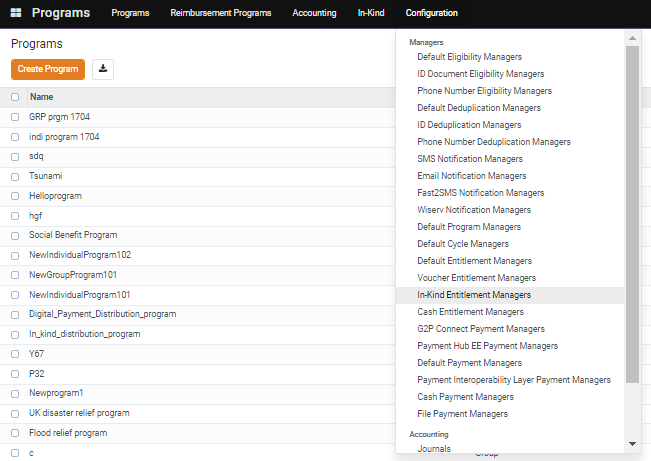 Programs Programs Reimbursement Programs Accounting In-Kind Configuration
Programs
Create Program
Name
GRP prgm 1704
indi program 1704
sdq
Tsunami
Helloprogram
hgf
Social Benefit Program
NewIndividualProgram102
NewGroupProgram101
NewIndividualProgram101
Digital_Payment_Distribution_program
In_kind_distribution_program
Y67
P32
Newprogram1
UK disaster relief program
Flood relief program
c
Managers
Default Eligibility Managers
ID Document Eligibility Managers
Phone Number Eligibility Managers
Default Deduplication Managers
ID Deduplication Managers
Phone Number Deduplication Managers
SMS Notification Managers
Email Notification Managers
Fast2SMS Notification Managers
Wiserv Notification Managers
Default Program Managers
Default Cycle Managers
Default Entitlement Managers
Voucher Entitlement Managers
In-Kind Entitlement Managers
Cash Entitlement Managers
G2P Connect Payment Managers
Payment Hub EE Payment Managers
Default Payment Managers
Payment Interoperability Layer Payment Managers
Cash Payment Managers
File Payment Managers
Accounting
Journals
Group